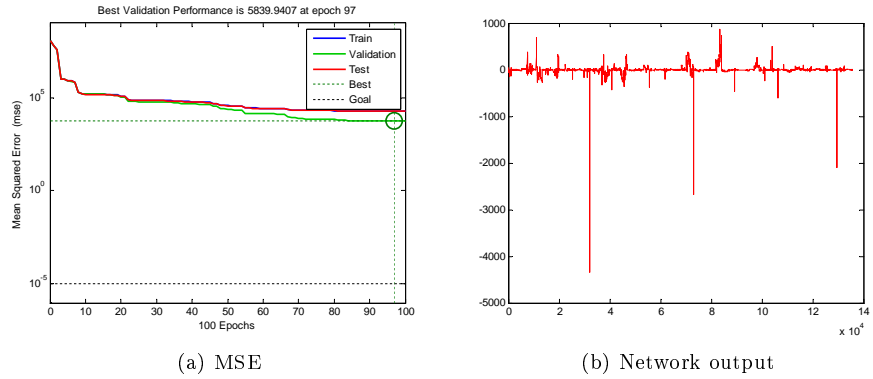 Best Validation Performance is 5839.9407 at epoch 97
Train
Validation
Test
Best
Goal
Mean Squared Error (mse)
10^5
10^0
10^-5
0 10 20 30 40 50 60 70 80 90 100
100 Epochs
(a) MSE
1000
0
-1000
-2000
-3000
-4000
-5000
0 2 4 6 8 10 12 14
x 10^4
(b) Network output